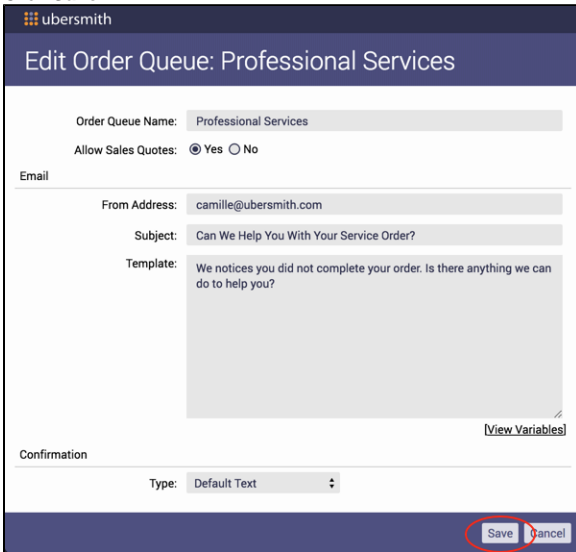 ubersmith
Edit Order Queue: Professional Services
Order Queue Name: Professional Services
Allow Sales Quotes: Yes No
Email
From Address: camille@ubersmith.com
Subject: Can We Help You With Your Service Order?
Template: We notices you did not complete your order. Is there anything we can
do to help you?
[View Variables]
Confirmation
Type: Default Text
Save Cancel